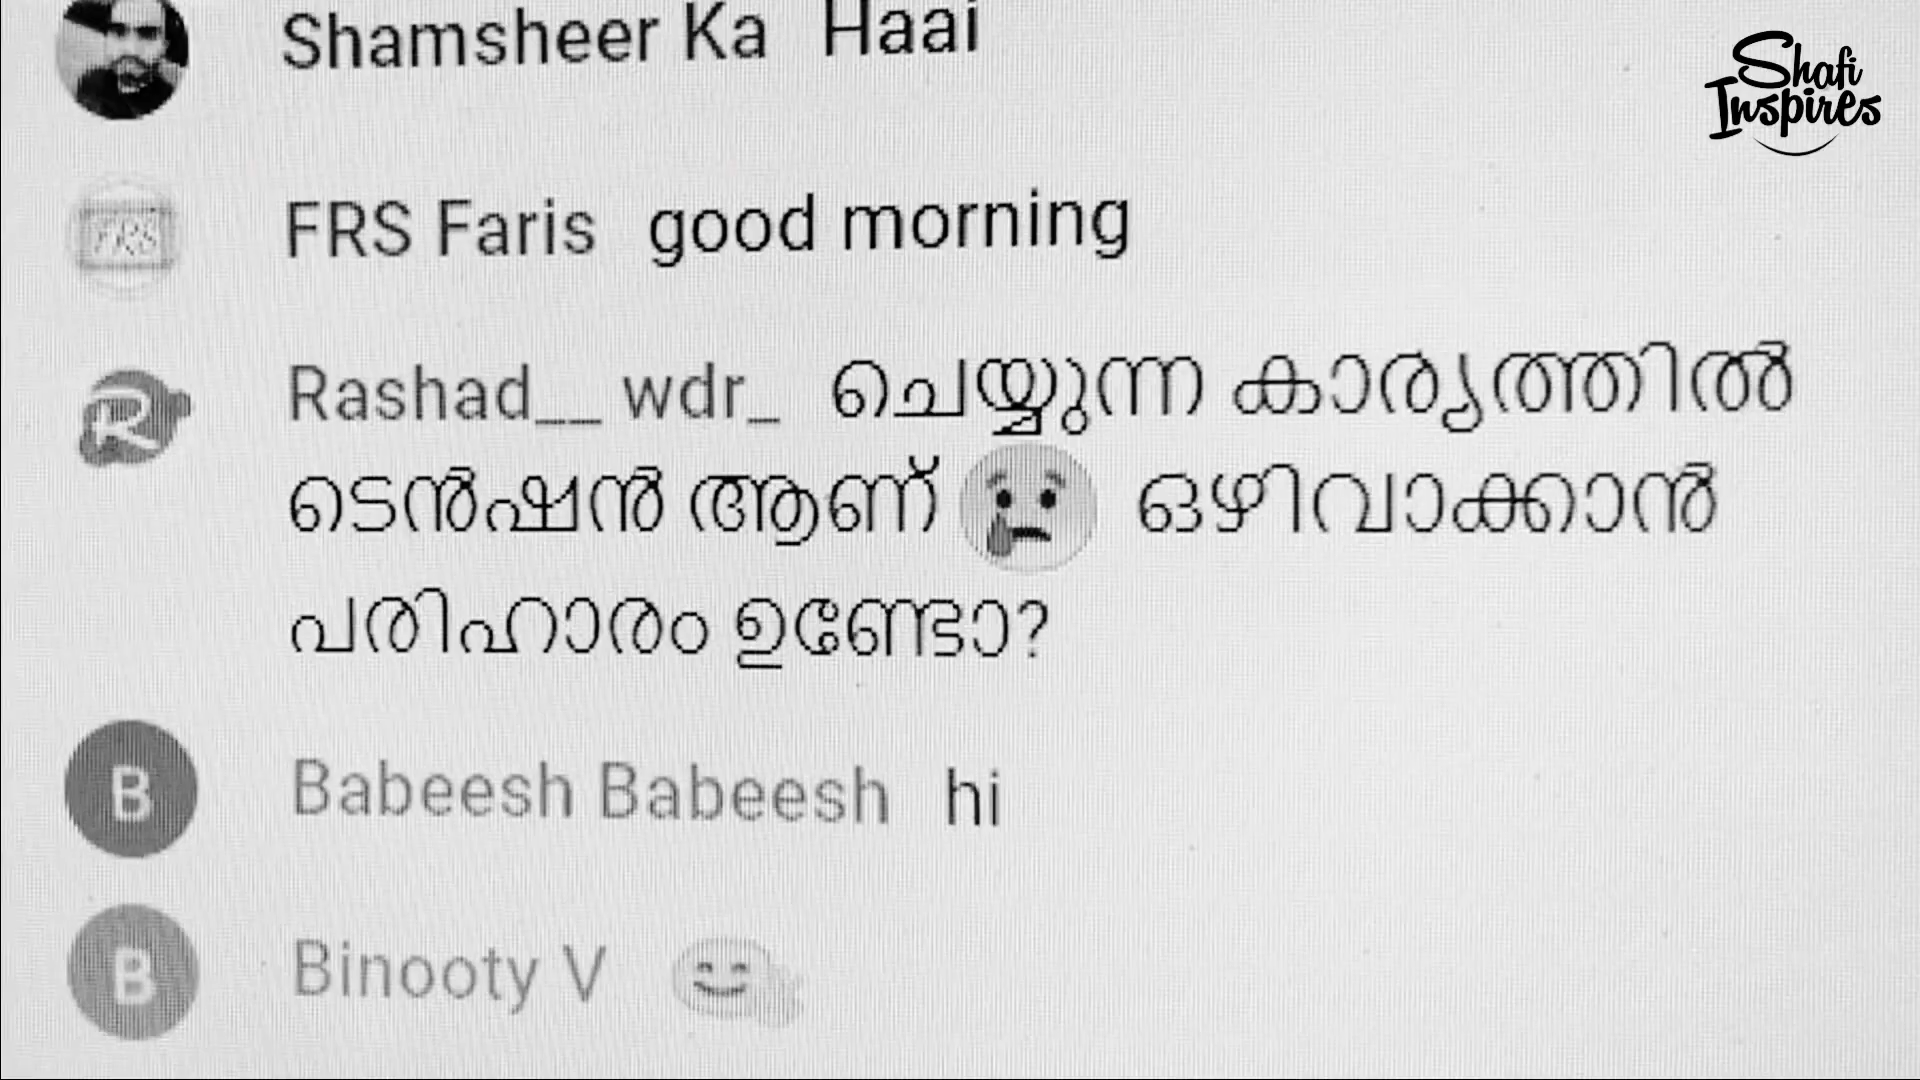 Shamsheer Ka Haai
Shafi
Inspires
FRS
FRS Faris good morning
R
Rashad__ wdr_ ചെയ്യുന്ന കാര്യത്തിൽ
ടെൻഷൻ ആണ് 😢 ഒഴിവാക്കാൻ
പരിഹാരം ഉണ്ടോ?
B
Babeesh Babeesh hi
B
Binooty V 🤗